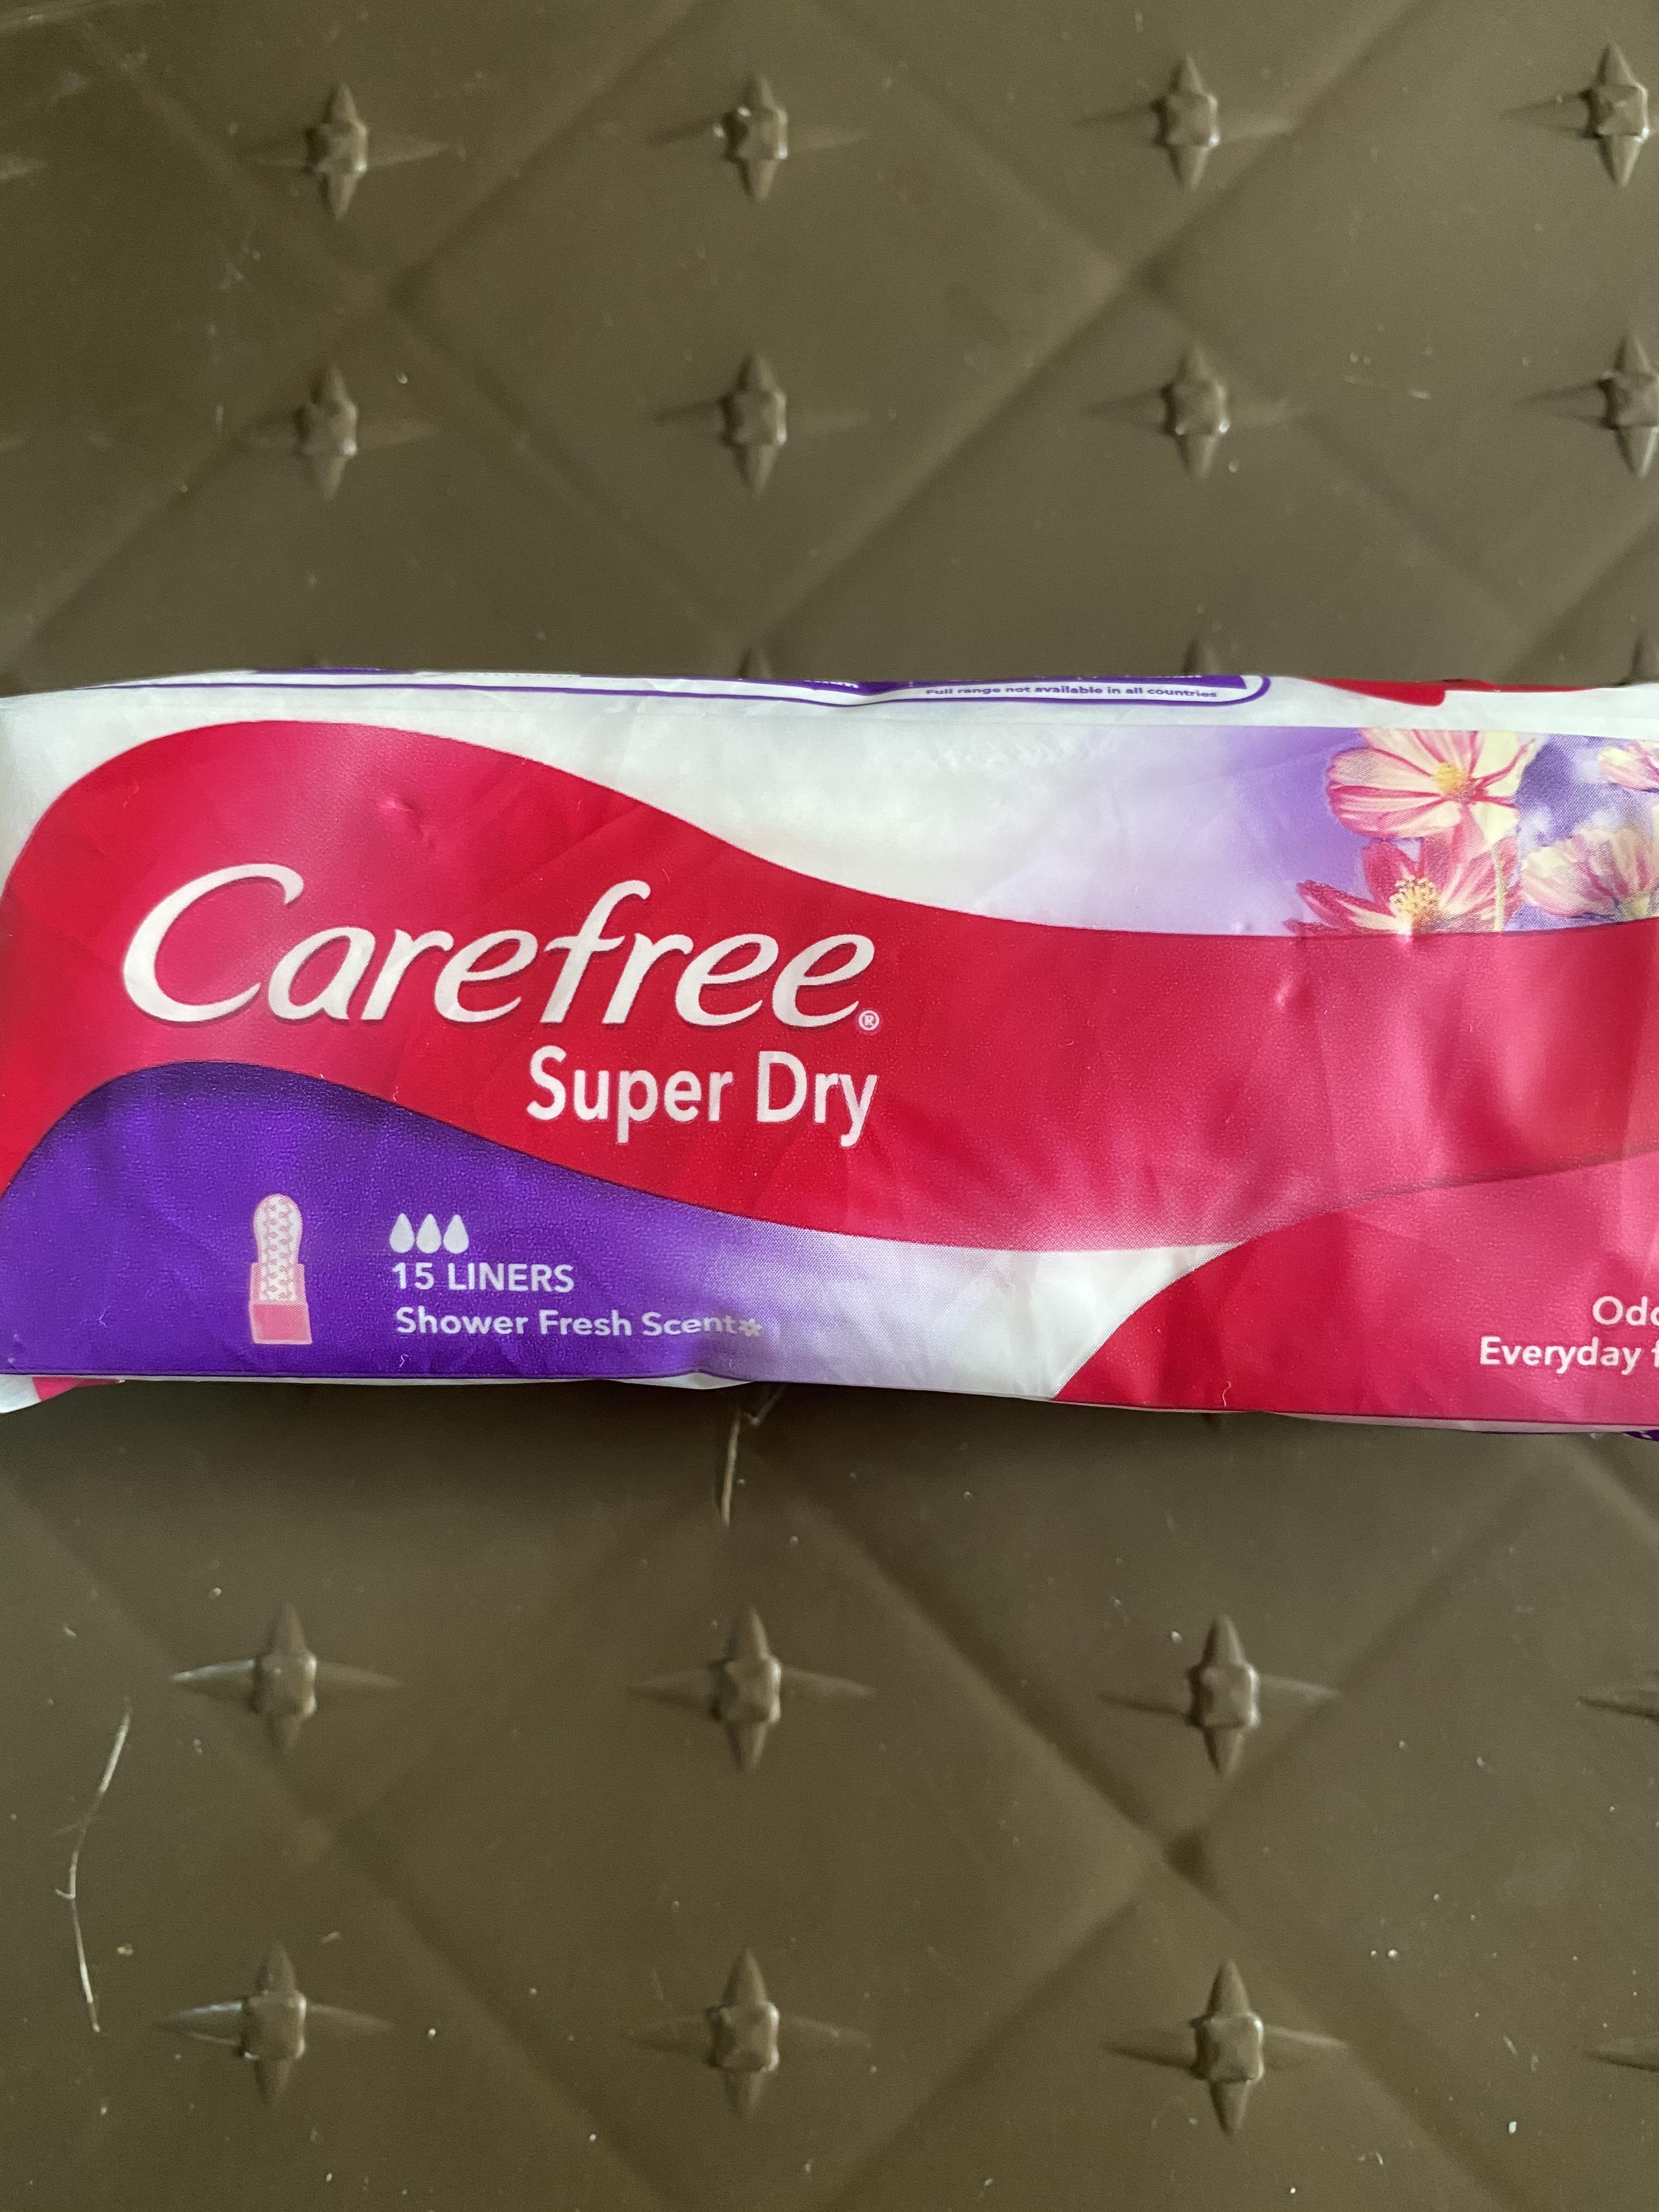 Full range not available in all countries
Carefree®
Super Dry
15 LINERS
Shower Fresh Scent*
Everyday